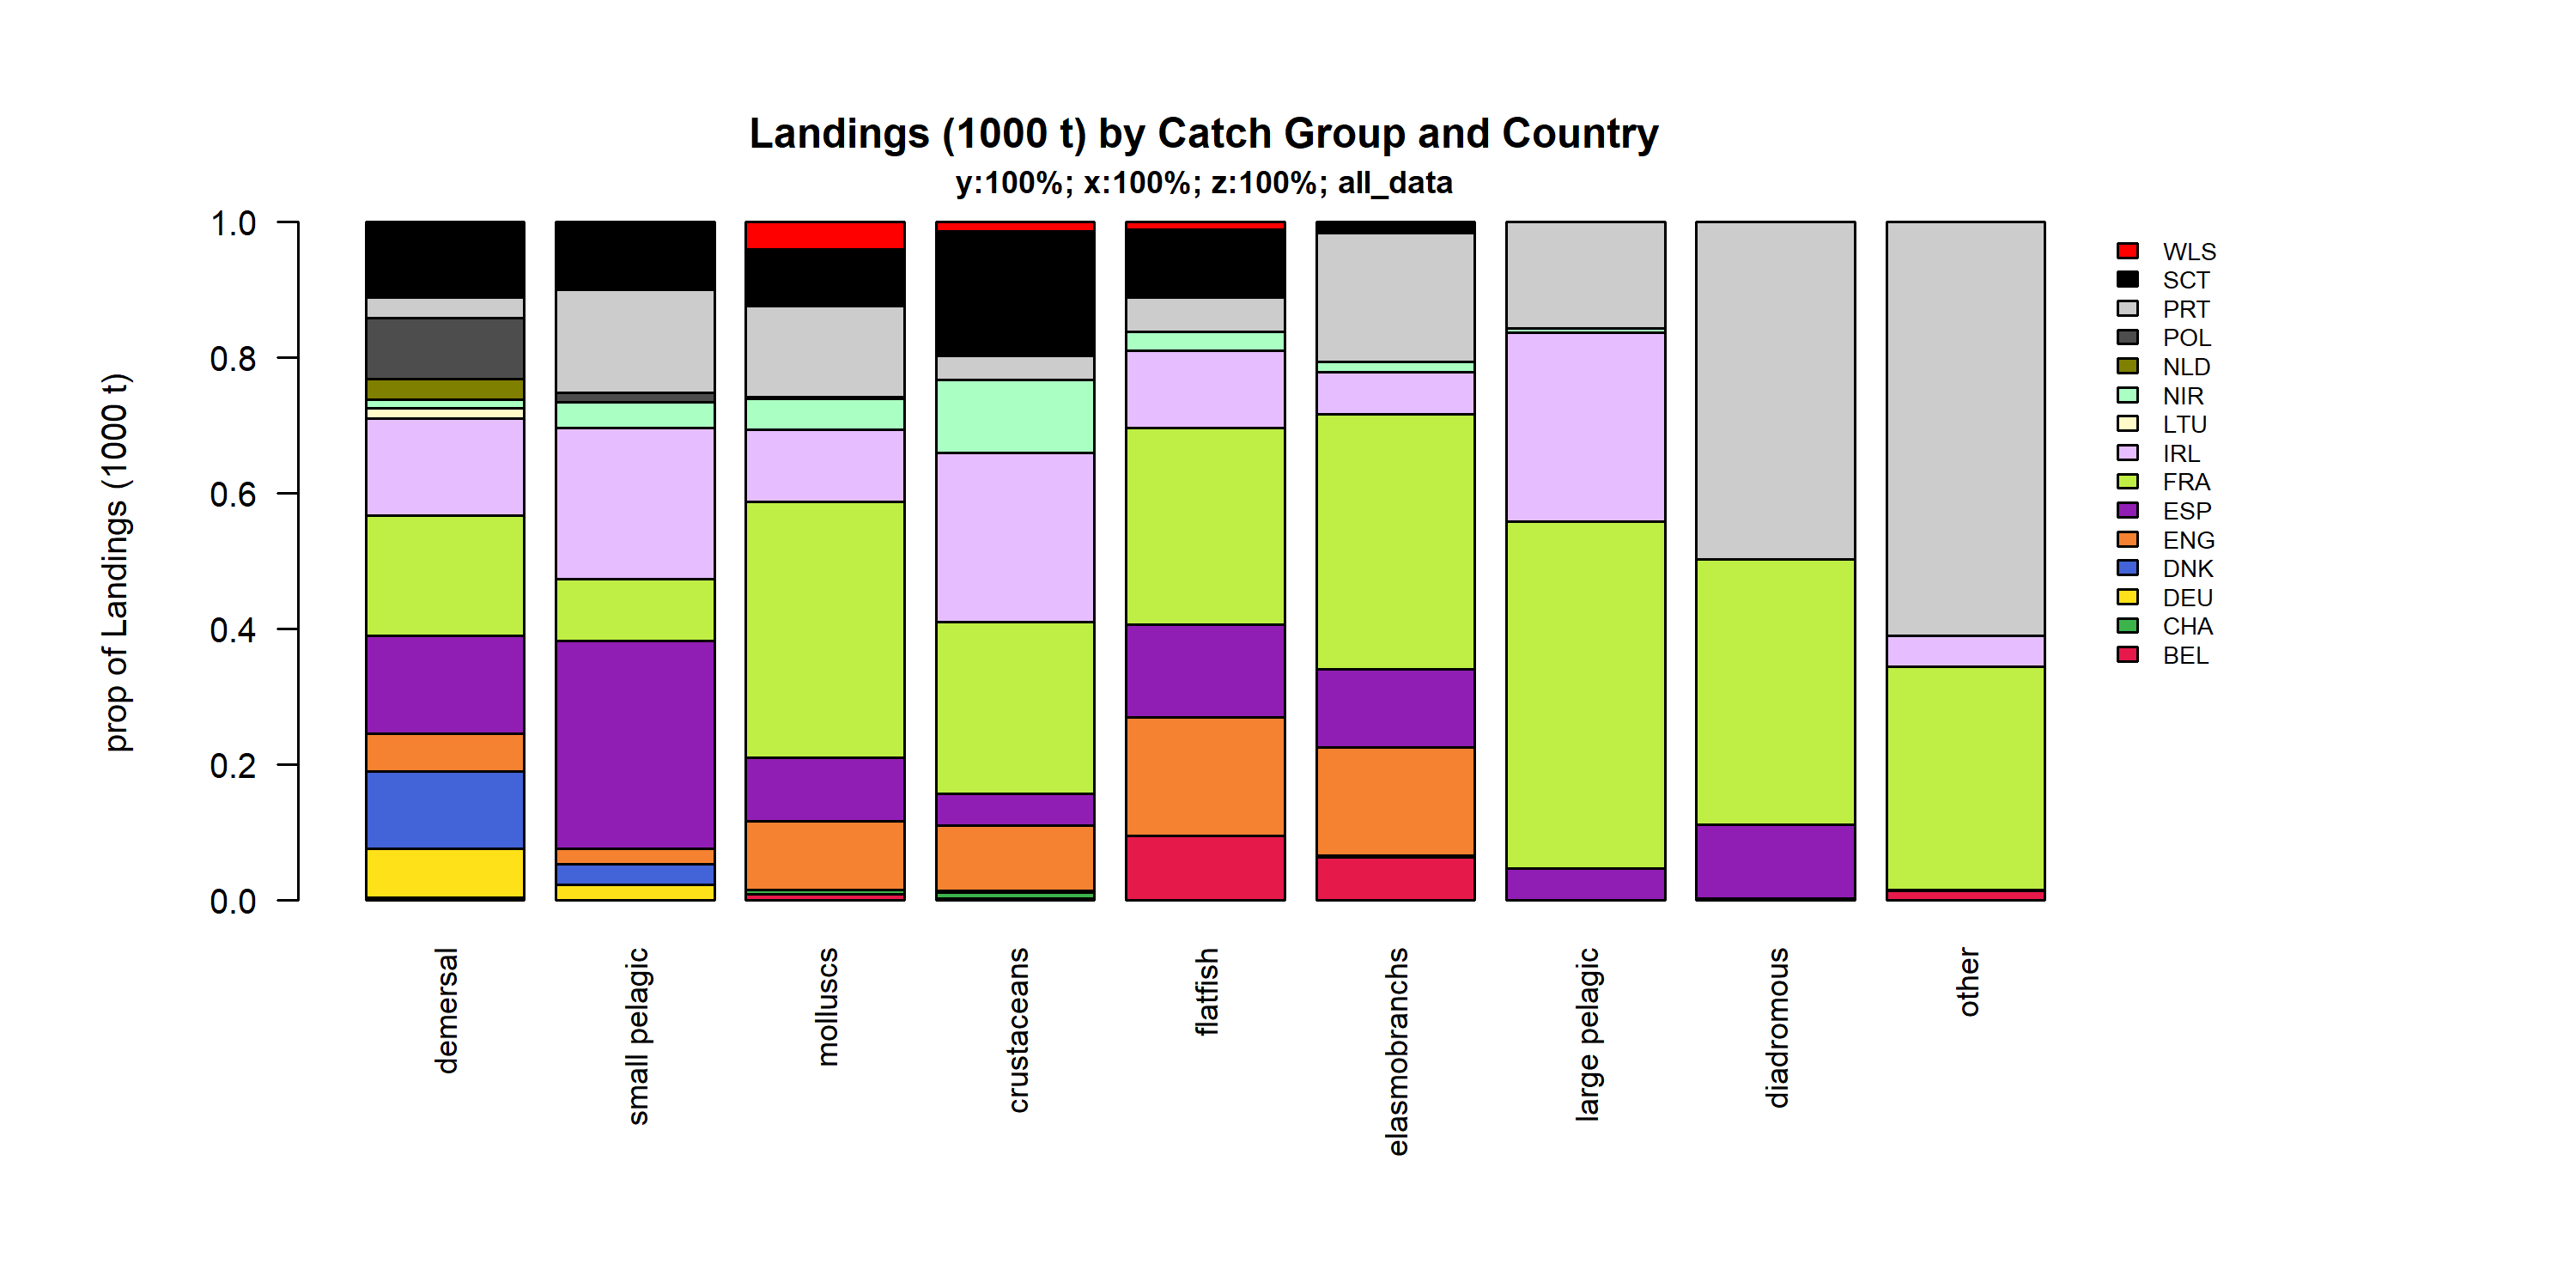 Landings (1000 t) by Catch Group and Country
y:100%; x:100%; z:100%; all_data
prop of Landings (1000 t)
1.0
0.8
0.6
0.4
0.2
0.0
demersal
small pelagic
molluscs
crustaceans
flatfish
elasmobranchs
large pelagic
diadromous
other
WLS
SCT
PRT
POL
NLD
NIR
LTU
IRL
FRA
ESP
ENG
DNK
DEU
CHA
BEL